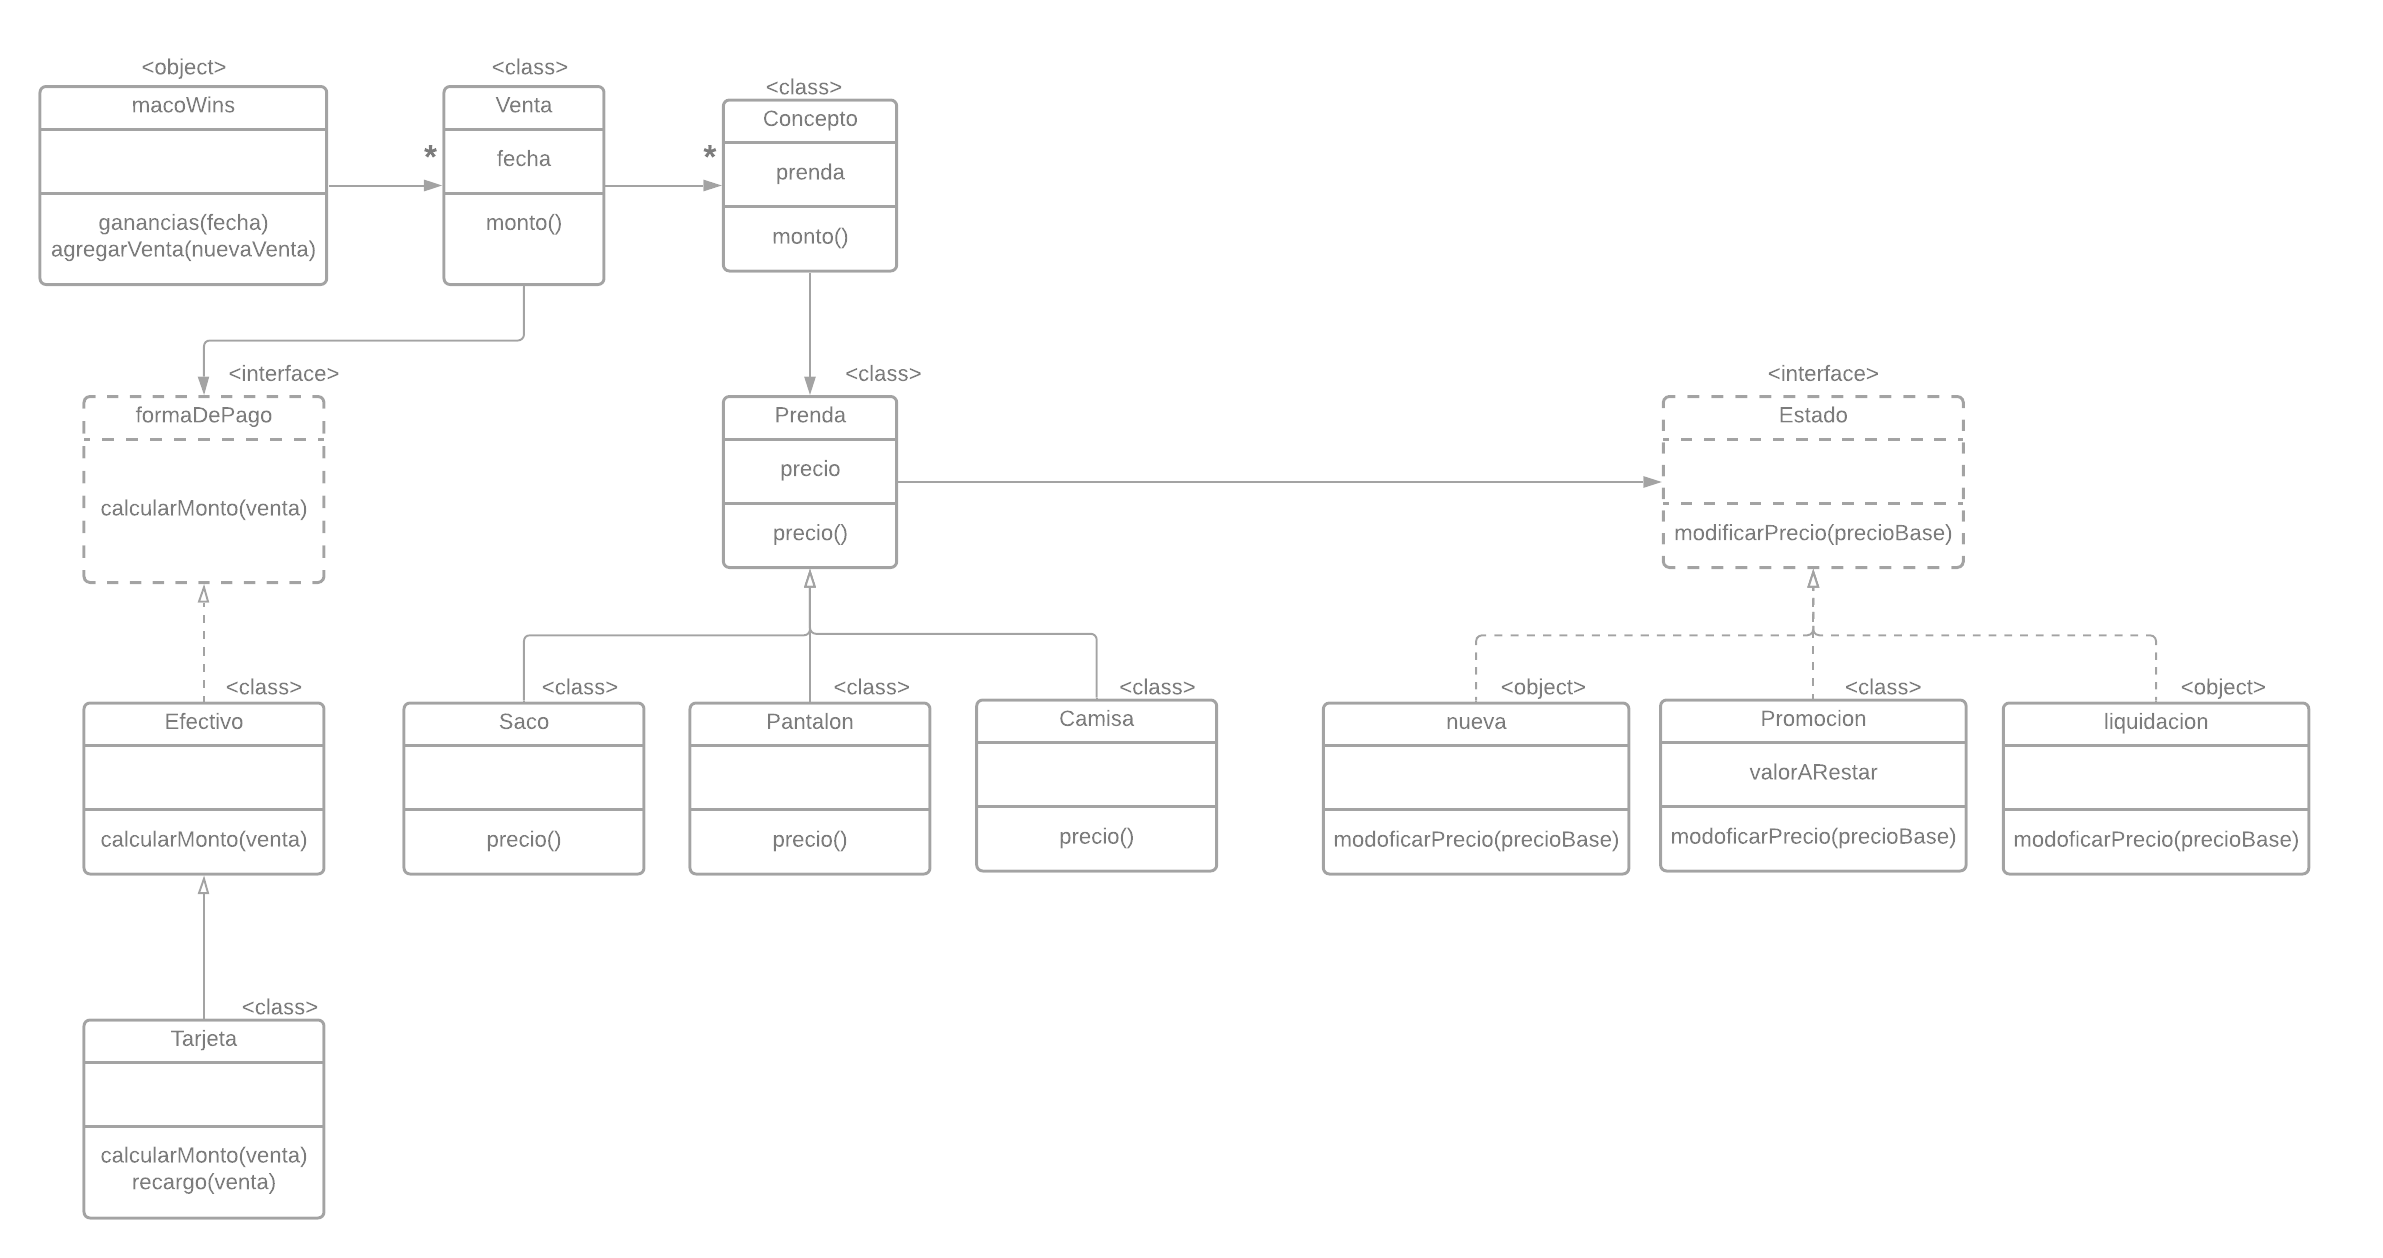 <object>
macoWins
ganancias(fecha)
agregarVenta(nuevaVenta)
*
<class>
Venta
fecha
monto()
*
<class>
Concepto
prenda
monto()
<interface>
formaDePago
calcularMonto(venta)
<class>
Prenda
precio
precio()
<interface>
Estado
modificarPrecio(precioBase)
<class>
Efectivo
calcularMonto(venta)
<class>
Saco
precio()
<class>
Pantalon
precio()
<class>
Camisa
precio()
<object>
nueva
modoficarPrecio(precioBase)
<class>
Promocion
valorARestar
modoficarPrecio(precioBase)
<object>
liquidacion
modoficarPrecio(precioBase)
<class>
Tarjeta
calcularMonto(venta)
recargo(venta)